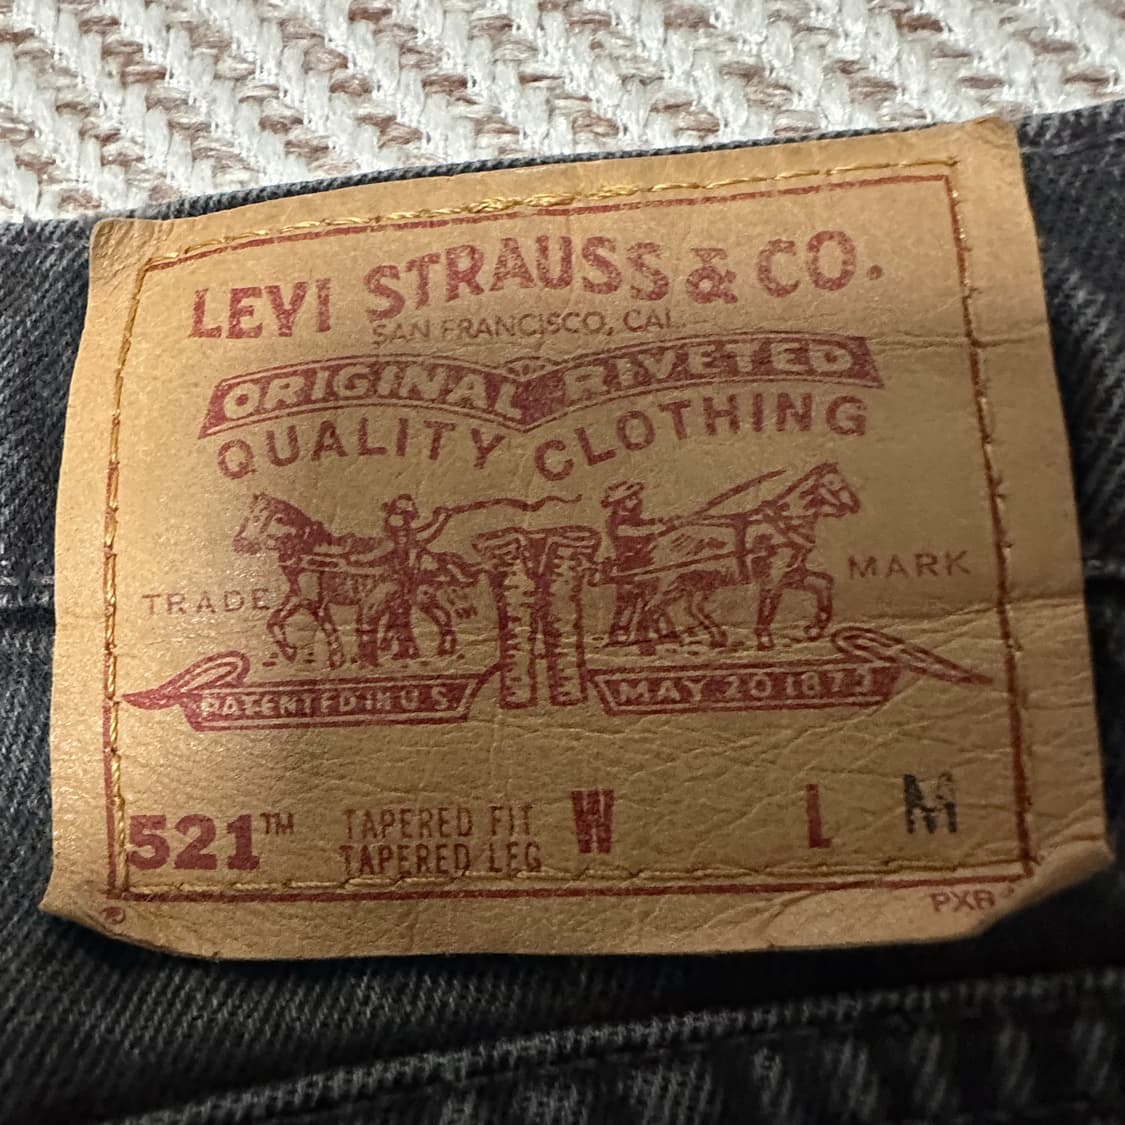 LEVI STRAUSS & CO.
SAN FRANCISCO, CAL.
ORIGINAL RIVETED
QUALITY CLOTHING
TRADE MARK
PATENTED IN U.S. MAY 20 1873
521™ TAPERED FIT W L M
TAPERED LEG
® PXB